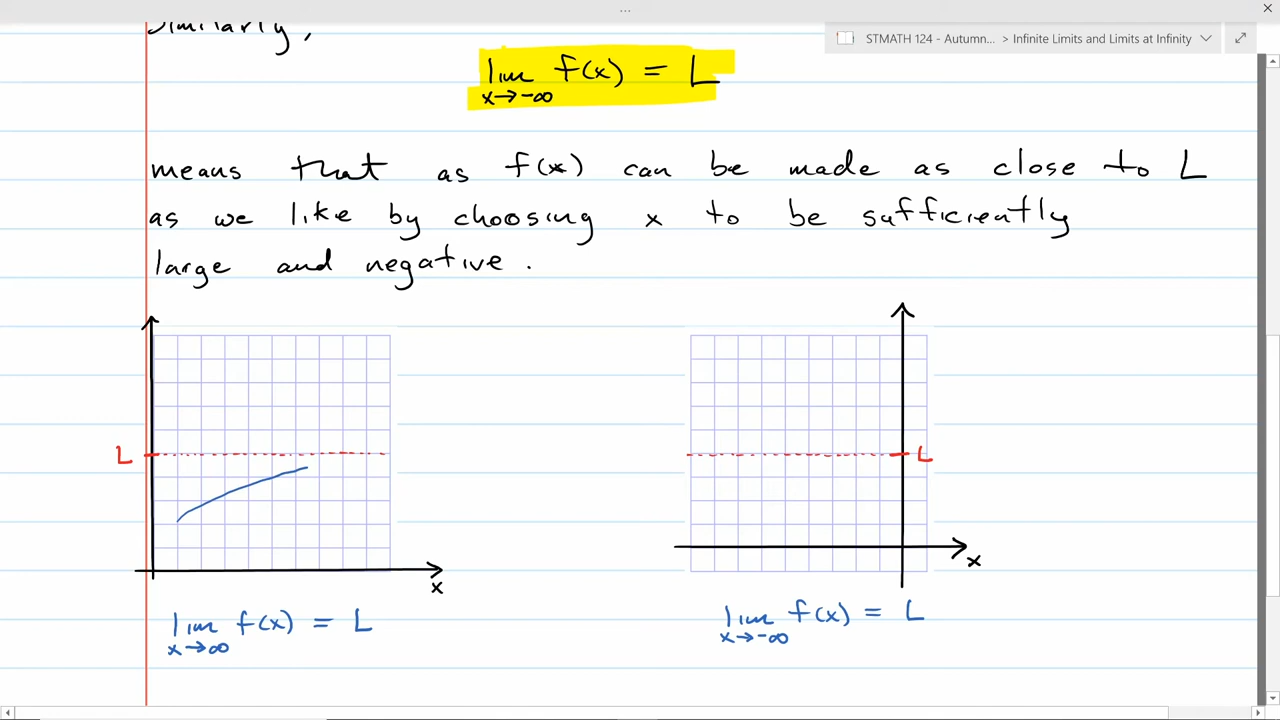 ...
STMATH 124 - Autumn... > Infinite Limits and Limits at Infinity
Similarly,
lim f(x) = L
x→-∞
means that as f(x) can be made as close to L
as we like by choosing x to be sufficiently
large and negative.
L
x
lim f(x) = L
x→∞
L
x
lim f(x) = L
x→-∞